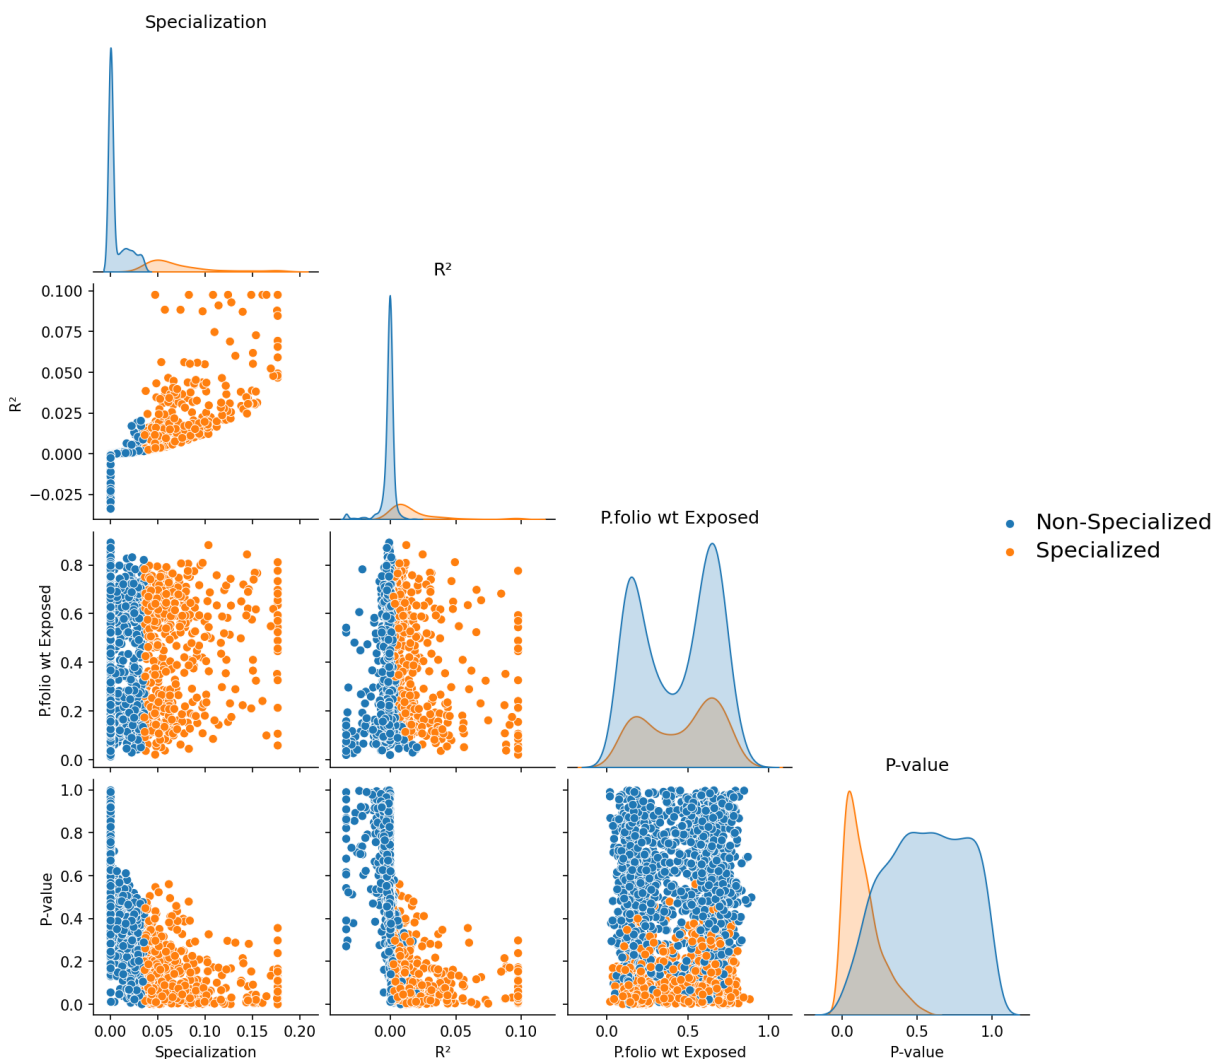 Specialization
R²
0.100
0.075
0.050
0.025
0.000
−0.025
R²
P.folio wt Exposed
Non-Specialized
Specialized
0.8
0.6
0.4
0.2
0.0
P.folio wt Exposed
P-value
1.0
0.8
0.6
0.4
0.2
0.0
P-value
0.00 0.05 0.10 0.15 0.20
Specialization
0.00 0.05 0.10
R²
0.0 0.5 1.0
P.folio wt Exposed
0.0 0.5 1.0
P-value